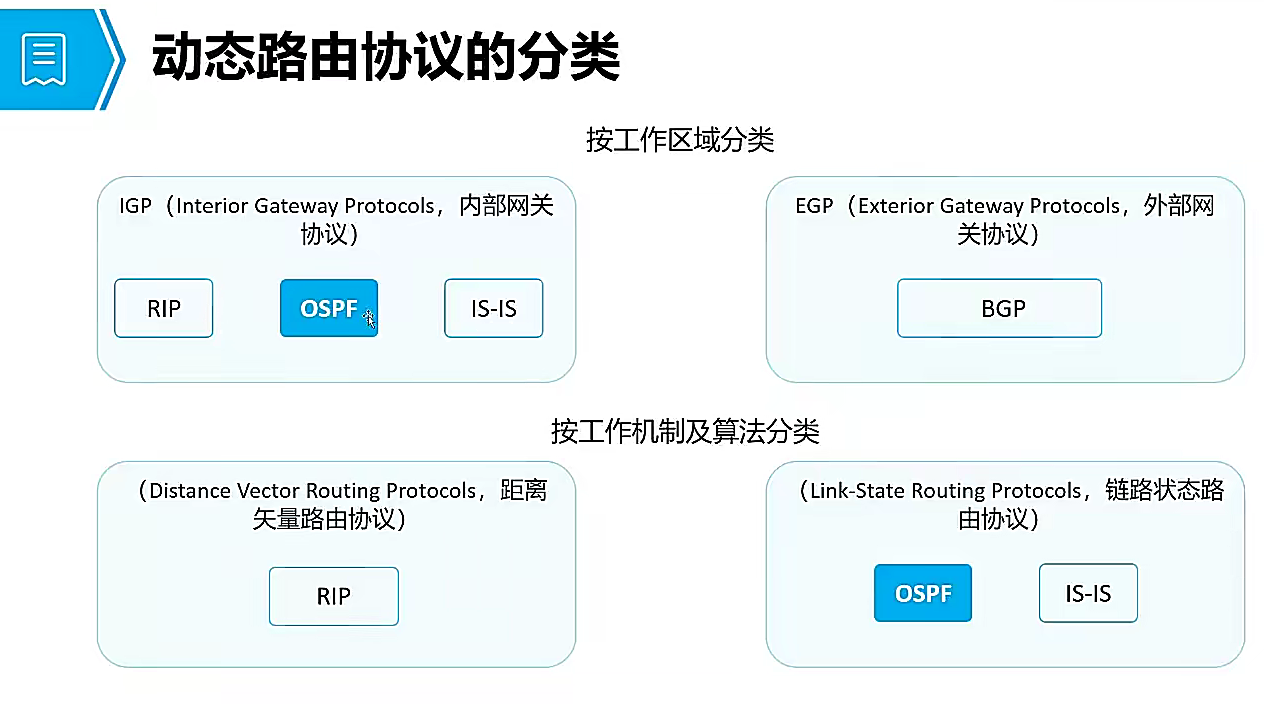 动态路由协议的分类
按工作区域分类
IGP（Interior Gateway Protocols，内部网关
协议）
RIP
OSPF
IS-IS
EGP（Exterior Gateway Protocols，外部网
关协议）
BGP
按工作机制及算法分类
（Distance Vector Routing Protocols，距离
矢量路由协议）
RIP
（Link-State Routing Protocols，链路状态路
由协议）
OSPF
IS-IS